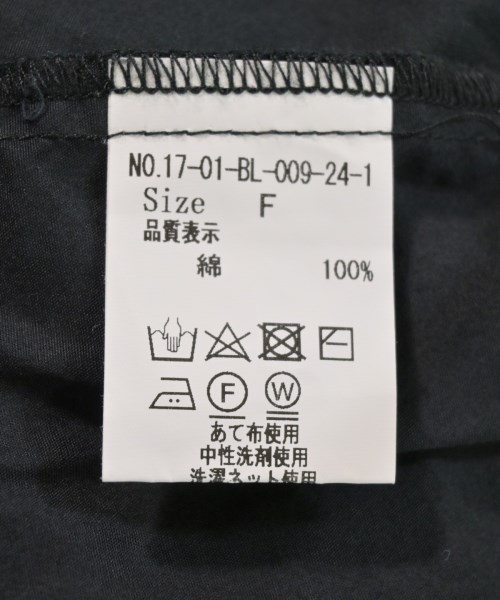 NO.17-01-BL-009-24-1
Size F
品質表示
綿 100%
F W
あて布使用
中性洗剤使用
洗濯ネット使用